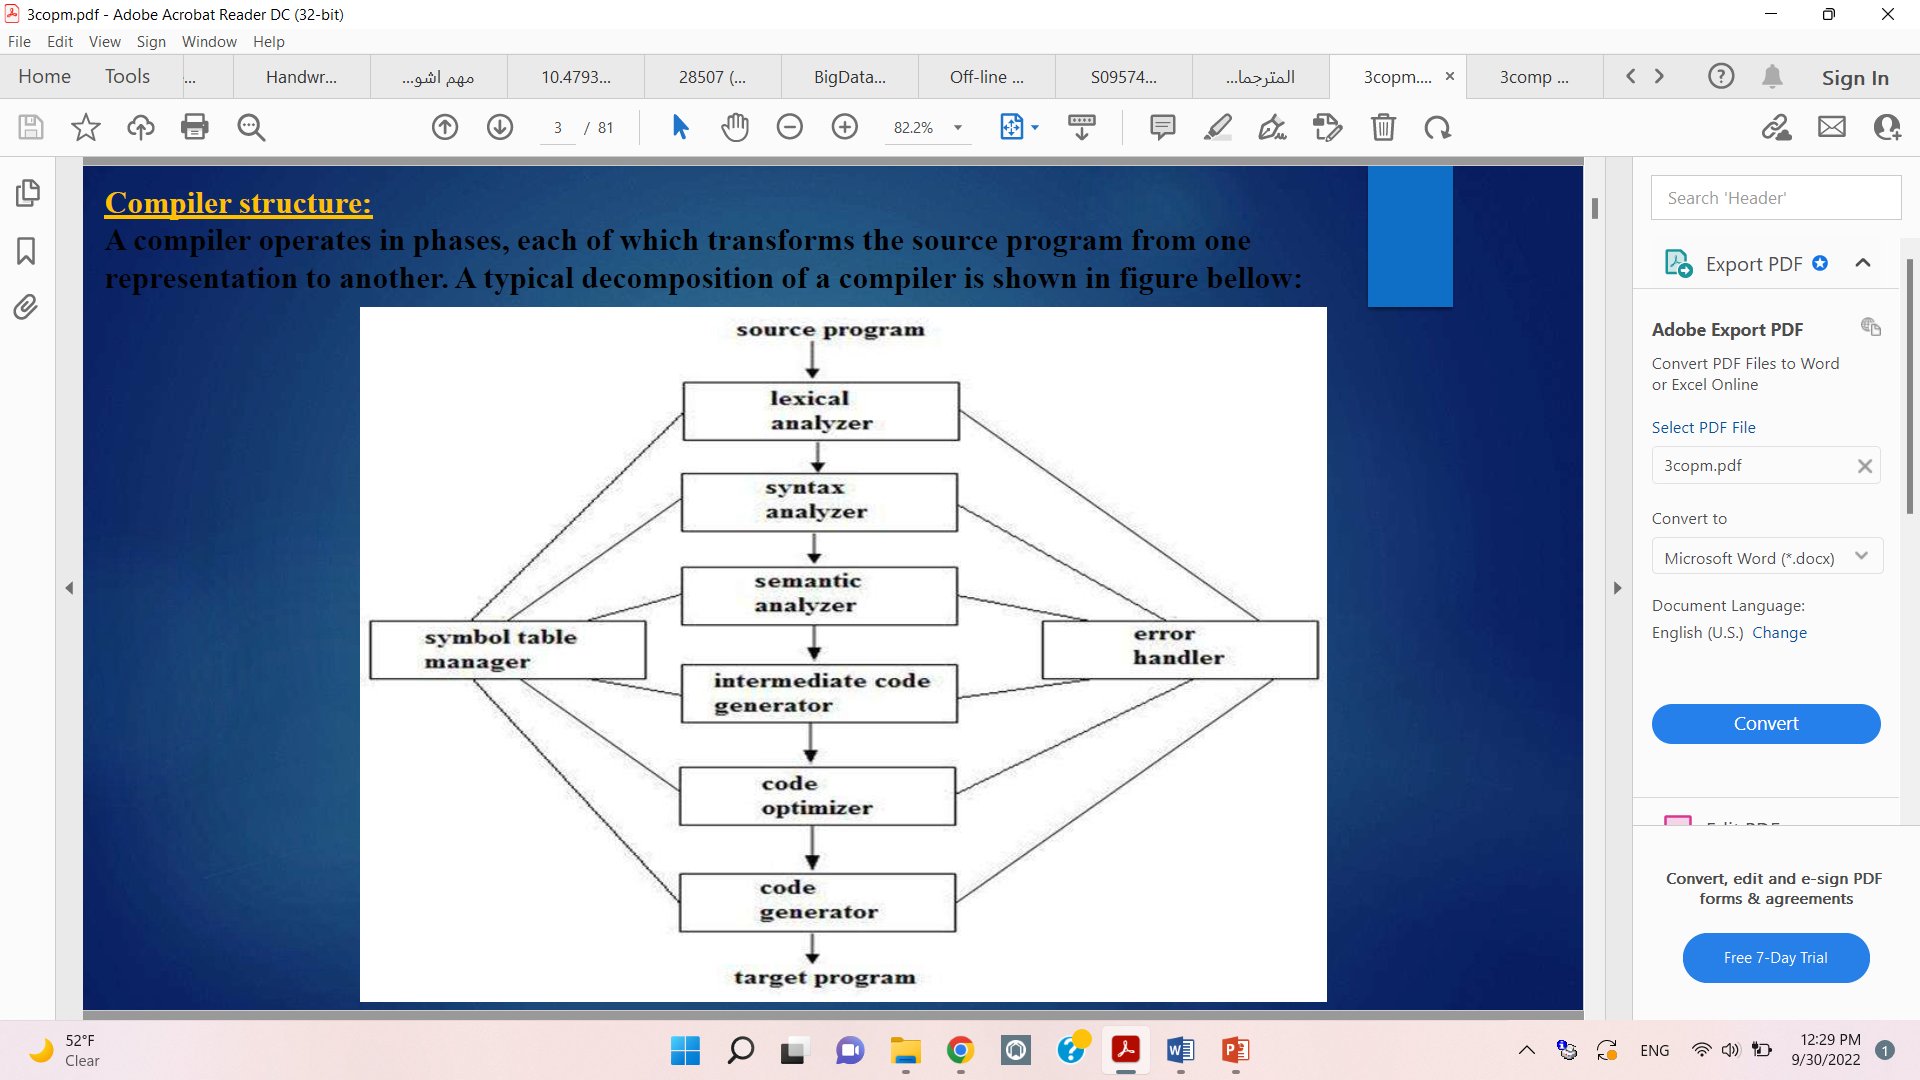 3copm.pdf - Adobe Acrobat Reader DC (32-bit)
File Edit View Sign Window Help
Home Tools ... Handwr... مهم اشو... 10.4793... 28507 (... BigData... Off-line ... S09574... المترجما... 3copm.... × 3comp ... Sign In
3 / 81 82.2%
Compiler structure:
A compiler operates in phases, each of which transforms the source program from one
representation to another. A typical decomposition of a compiler is shown in figure bellow:
source program
lexical
analyzer
syntax
analyzer
semantic
analyzer
symbol table
manager
error
handler
intermediate code
generator
code
optimizer
code
generator
target program
Search 'Header'
Export PDF
Adobe Export PDF
Convert PDF Files to Word
or Excel Online
Select PDF File
3copm.pdf
Convert to
Microsoft Word (*.docx)
Document Language:
English (U.S.) Change
Convert
Edit PDF
Convert, edit and e-sign PDF
forms & agreements
Free 7-Day Trial
52°F
Clear
ENG
12:29 PM
9/30/2022
1